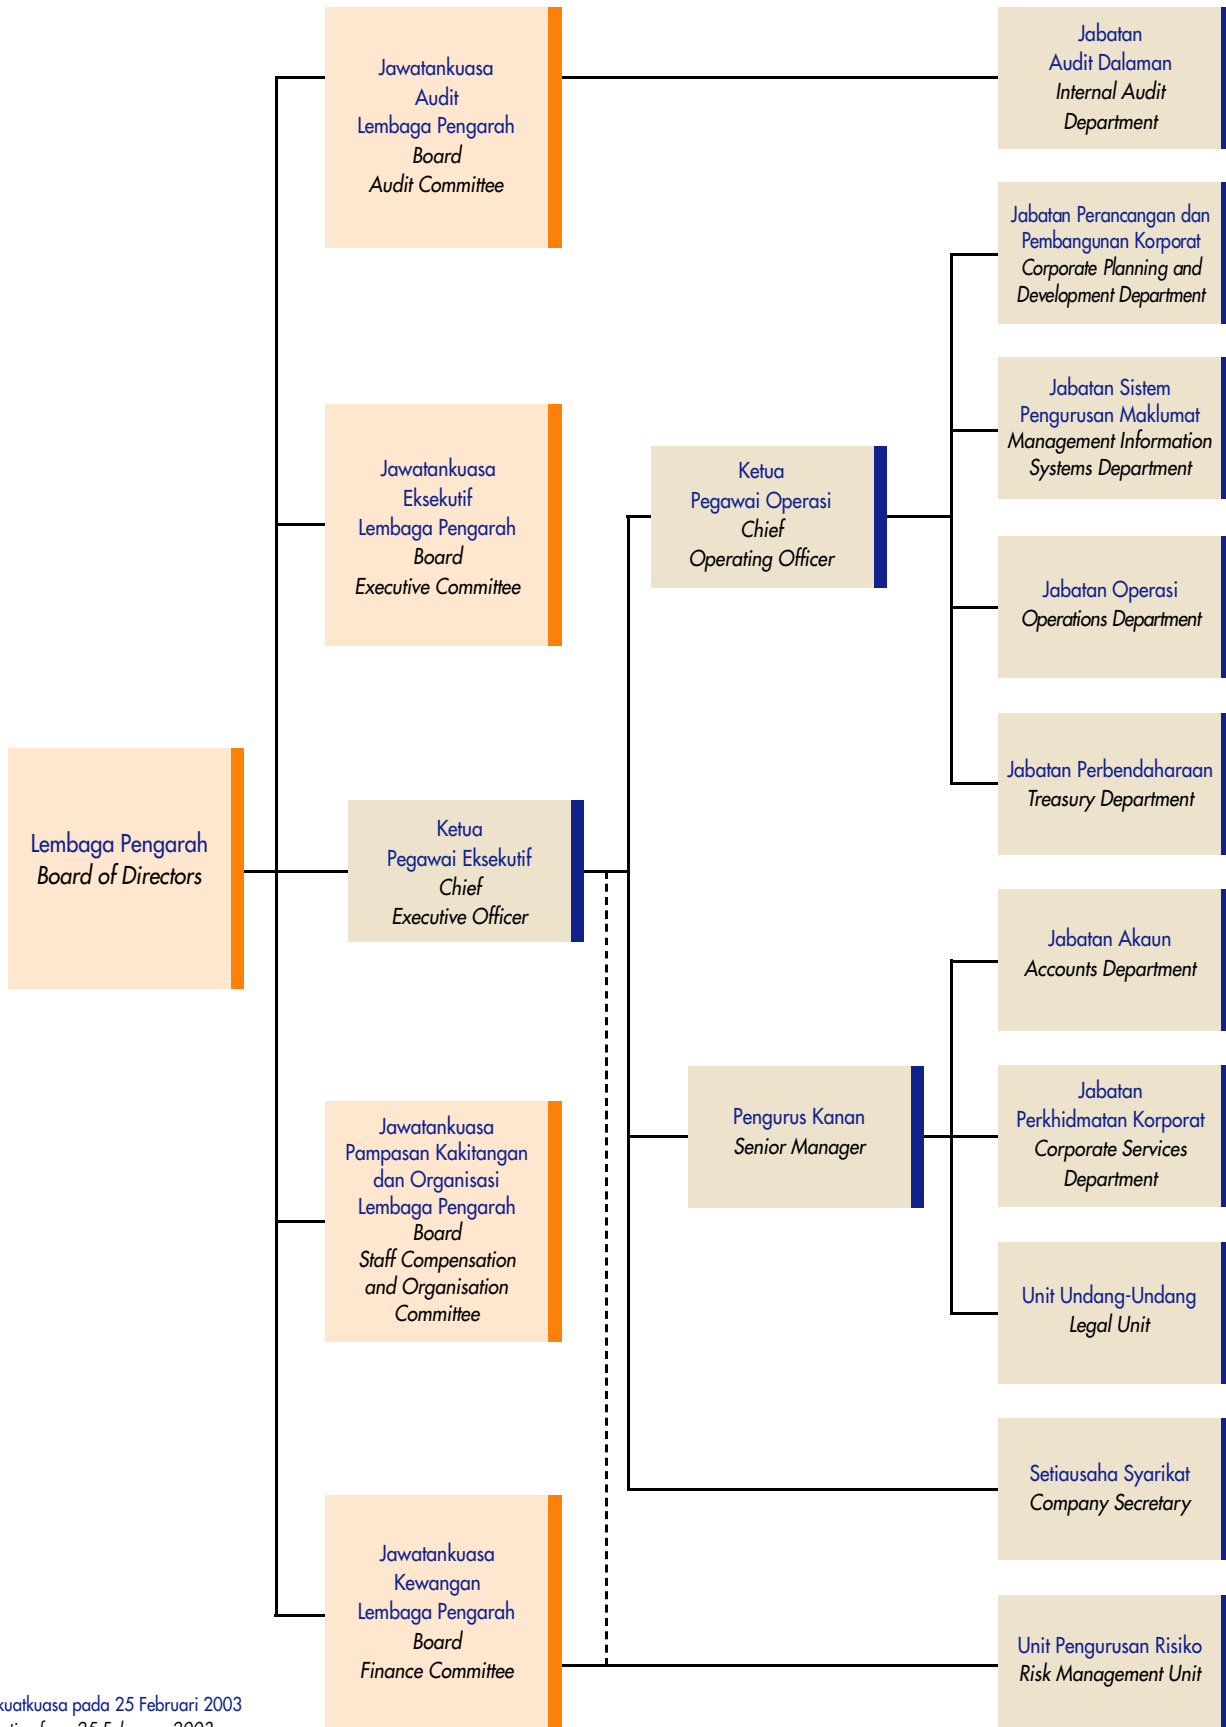 Jawatankuasa
Audit
Lembaga Pengarah
Board
Audit Committee
Jabatan
Audit Dalaman
Internal Audit
Department
Jabatan Perancangan dan
Pembangunan Korporat
Corporate Planning and
Development Department
Jabatan Sistem
Pengurusan Maklumat
Management Information
Systems Department
Jawatankuasa
Eksekutif
Lembaga Pengarah
Board
Executive Committee
Ketua
Pegawai Operasi
Chief
Operating Officer
Jabatan Operasi
Operations Department
Jabatan Perbendaharaan
Treasury Department
Lembaga Pengarah
Board of Directors
Ketua
Pegawai Eksekutif
Chief
Executive Officer
Jabatan Akaun
Accounts Department
Jawatankuasa
Pampasan Kakitangan
dan Organisasi
Lembaga Pengarah
Board
Staff Compensation
and Organisation
Committee
Pengurus Kanan
Senior Manager
Jabatan
Perkhidmatan Korporat
Corporate Services
Department
Unit Undang-Undang
Legal Unit
Setiausaha Syarikat
Company Secretary
Jawatankuasa
Kewangan
Lembaga Pengarah
Board
Finance Committee
Unit Pengurusan Risiko
Risk Management Unit
kuatkuasa pada 25 Februari 2003
25 February 2003